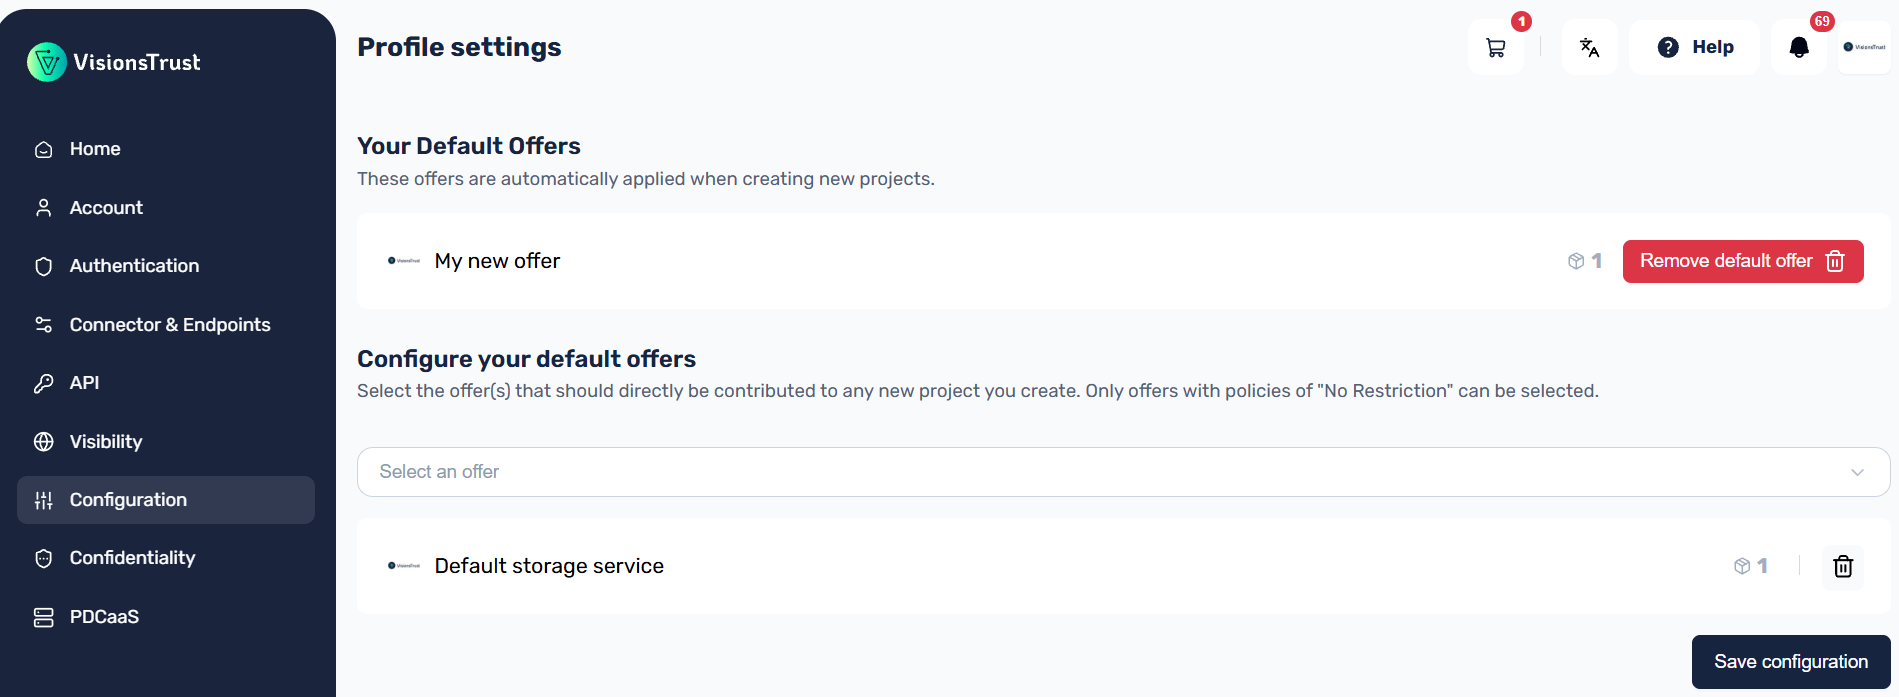 VisionsTrust
Home
Account
Authentication
Connector & Endpoints
API
Visibility
Configuration
Confidentiality
PDCaaS
Profile settings
1
Help
69
VisionsTrust
Your Default Offers
These offers are automatically applied when creating new projects.
VisionsTrust
My new offer
1
Remove default offer
Configure your default offers
Select the offer(s) that should directly be contributed to any new project you create. Only offers with policies of "No Restriction" can be selected.
Select an offer
VisionsTrust
Default storage service
1
Save configuration